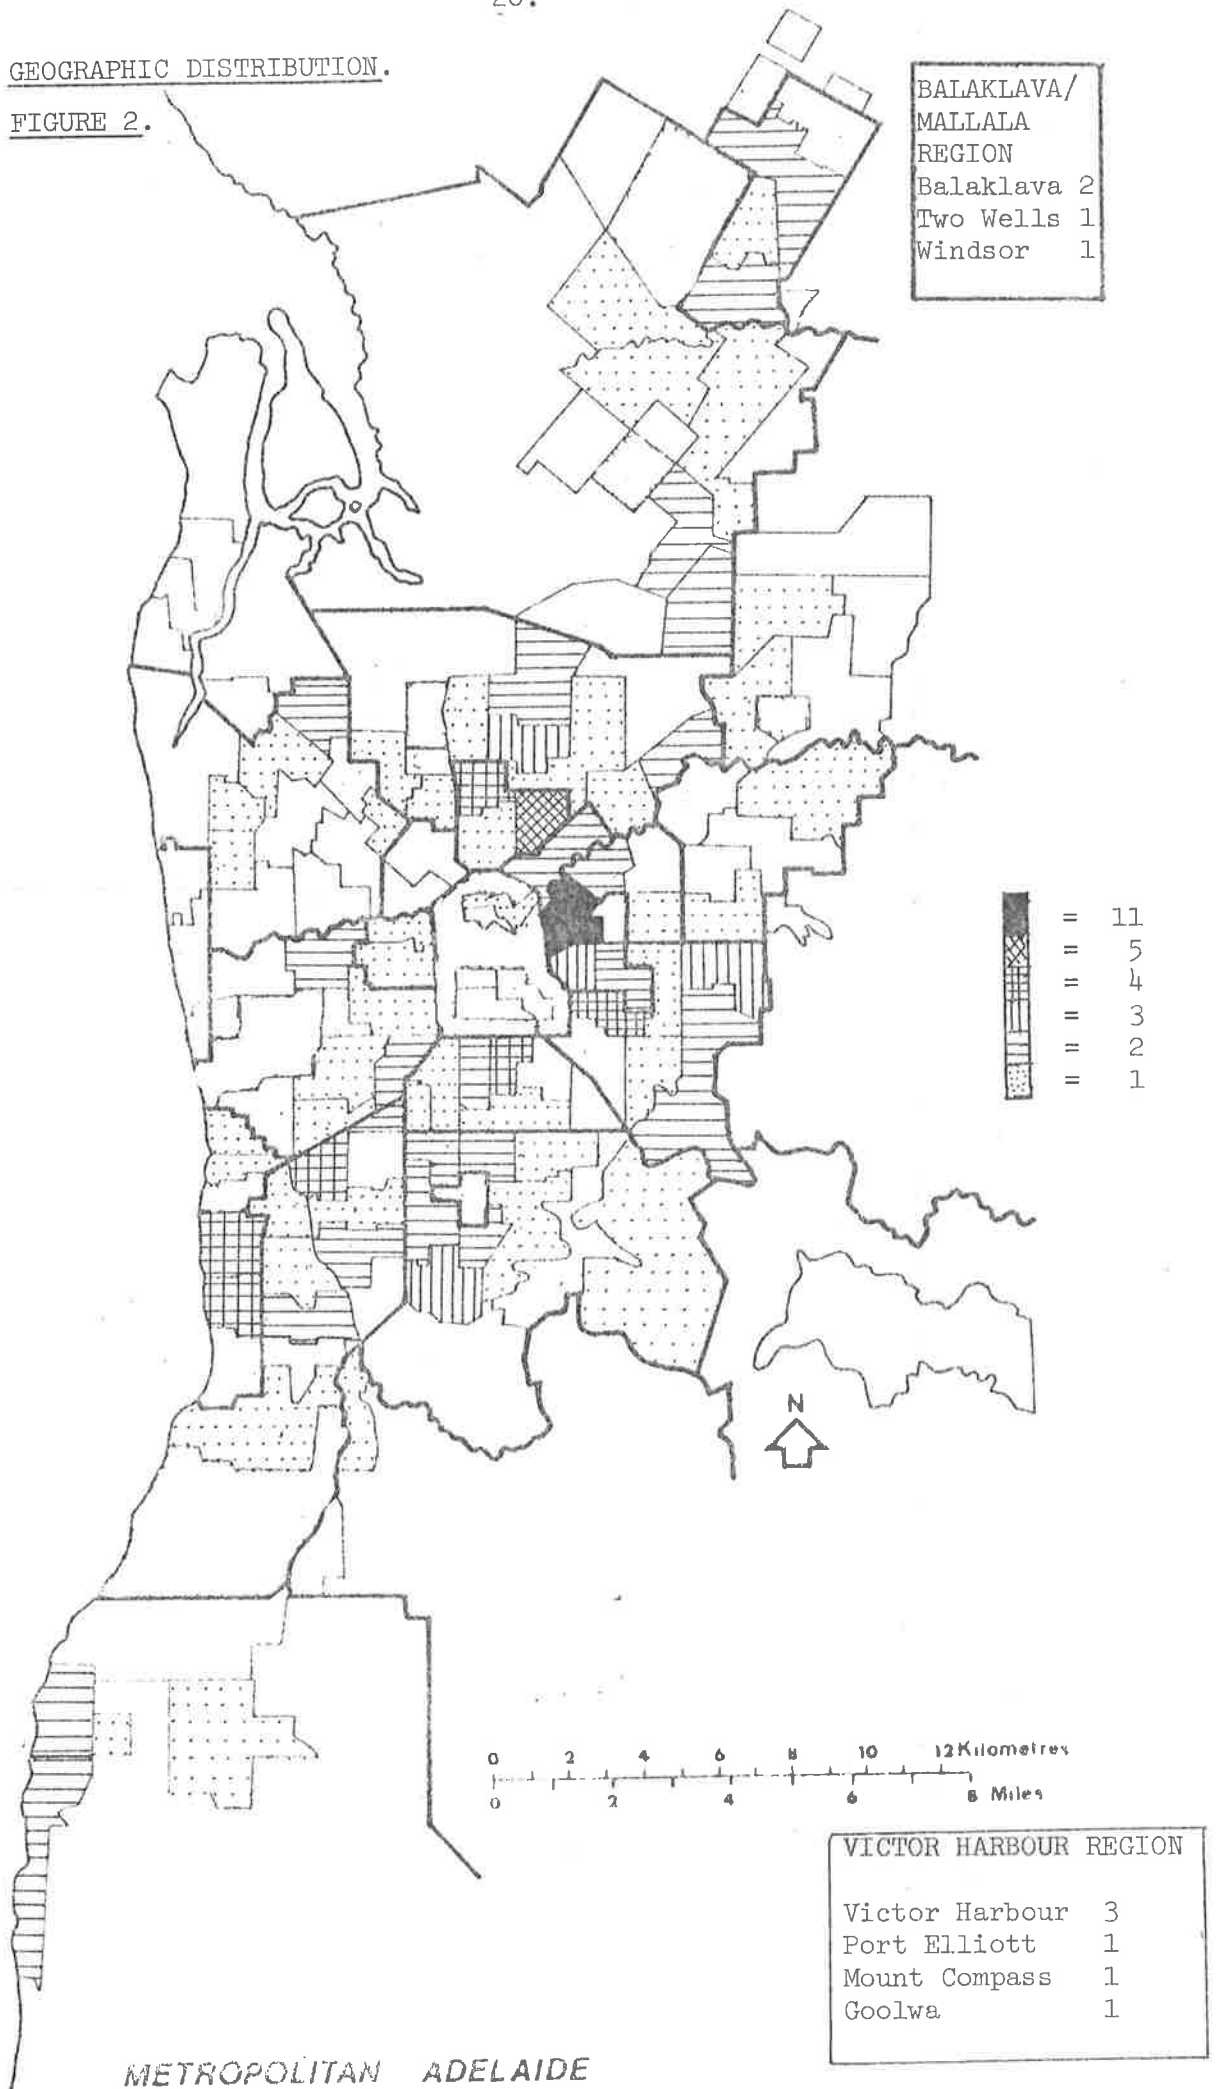 GEOGRAPHIC DISTRIBUTION.
FIGURE 2.
BALAKLAVA/
MALLALA
REGION
Balaklava 2
Two Wells 1
Windsor 1
= 11
= 5
= 4
= 3
= 2
= 1
N
0 2 4 6 8 10 12 Kilometres
0 2 4 6 8 Miles
VICTOR HARBOUR REGION
Victor Harbour 3
Port Elliott 1
Mount Compass 1
Goolwa 1
METROPOLITAN ADELAIDE